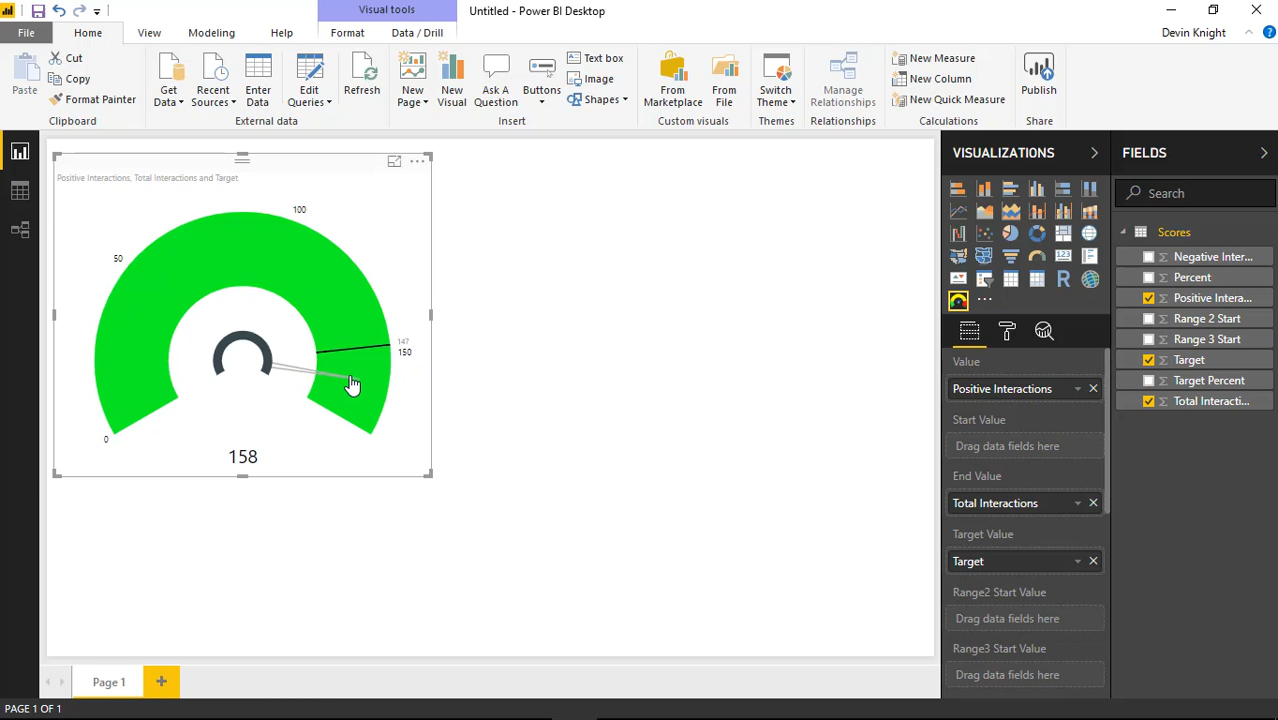 Visual tools
Untitled - Power BI Desktop
File
Home
View
Modeling
Help
Format
Data / Drill
Devin Knight
Paste
Cut
Copy
Format Painter
Clipboard
Get Data
Recent Sources
Enter Data
Edit Queries
Refresh
External data
New Page
New Visual
Ask A Question
Buttons
Text box
Image
Shapes
Insert
From Marketplace
From File
Custom visuals
Switch Theme
Themes
Manage Relationships
Relationships
New Measure
New Column
New Quick Measure
Calculations
Publish
Share
Positive Interactions, Total Interactions and Target
0
50
100
147
150
158
VISUALIZATIONS
123
R
Value
Positive Interactions
Start Value
Drag data fields here
End Value
Total Interactions
Target Value
Target
Range2 Start Value
Drag data fields here
Range3 Start Value
Drag data fields here
FIELDS
Search
Scores
Negative Inter...
Percent
Positive Intera...
Range 2 Start
Range 3 Start
Target
Target Percent
Total Interacti...
Page 1
PAGE 1 OF 1